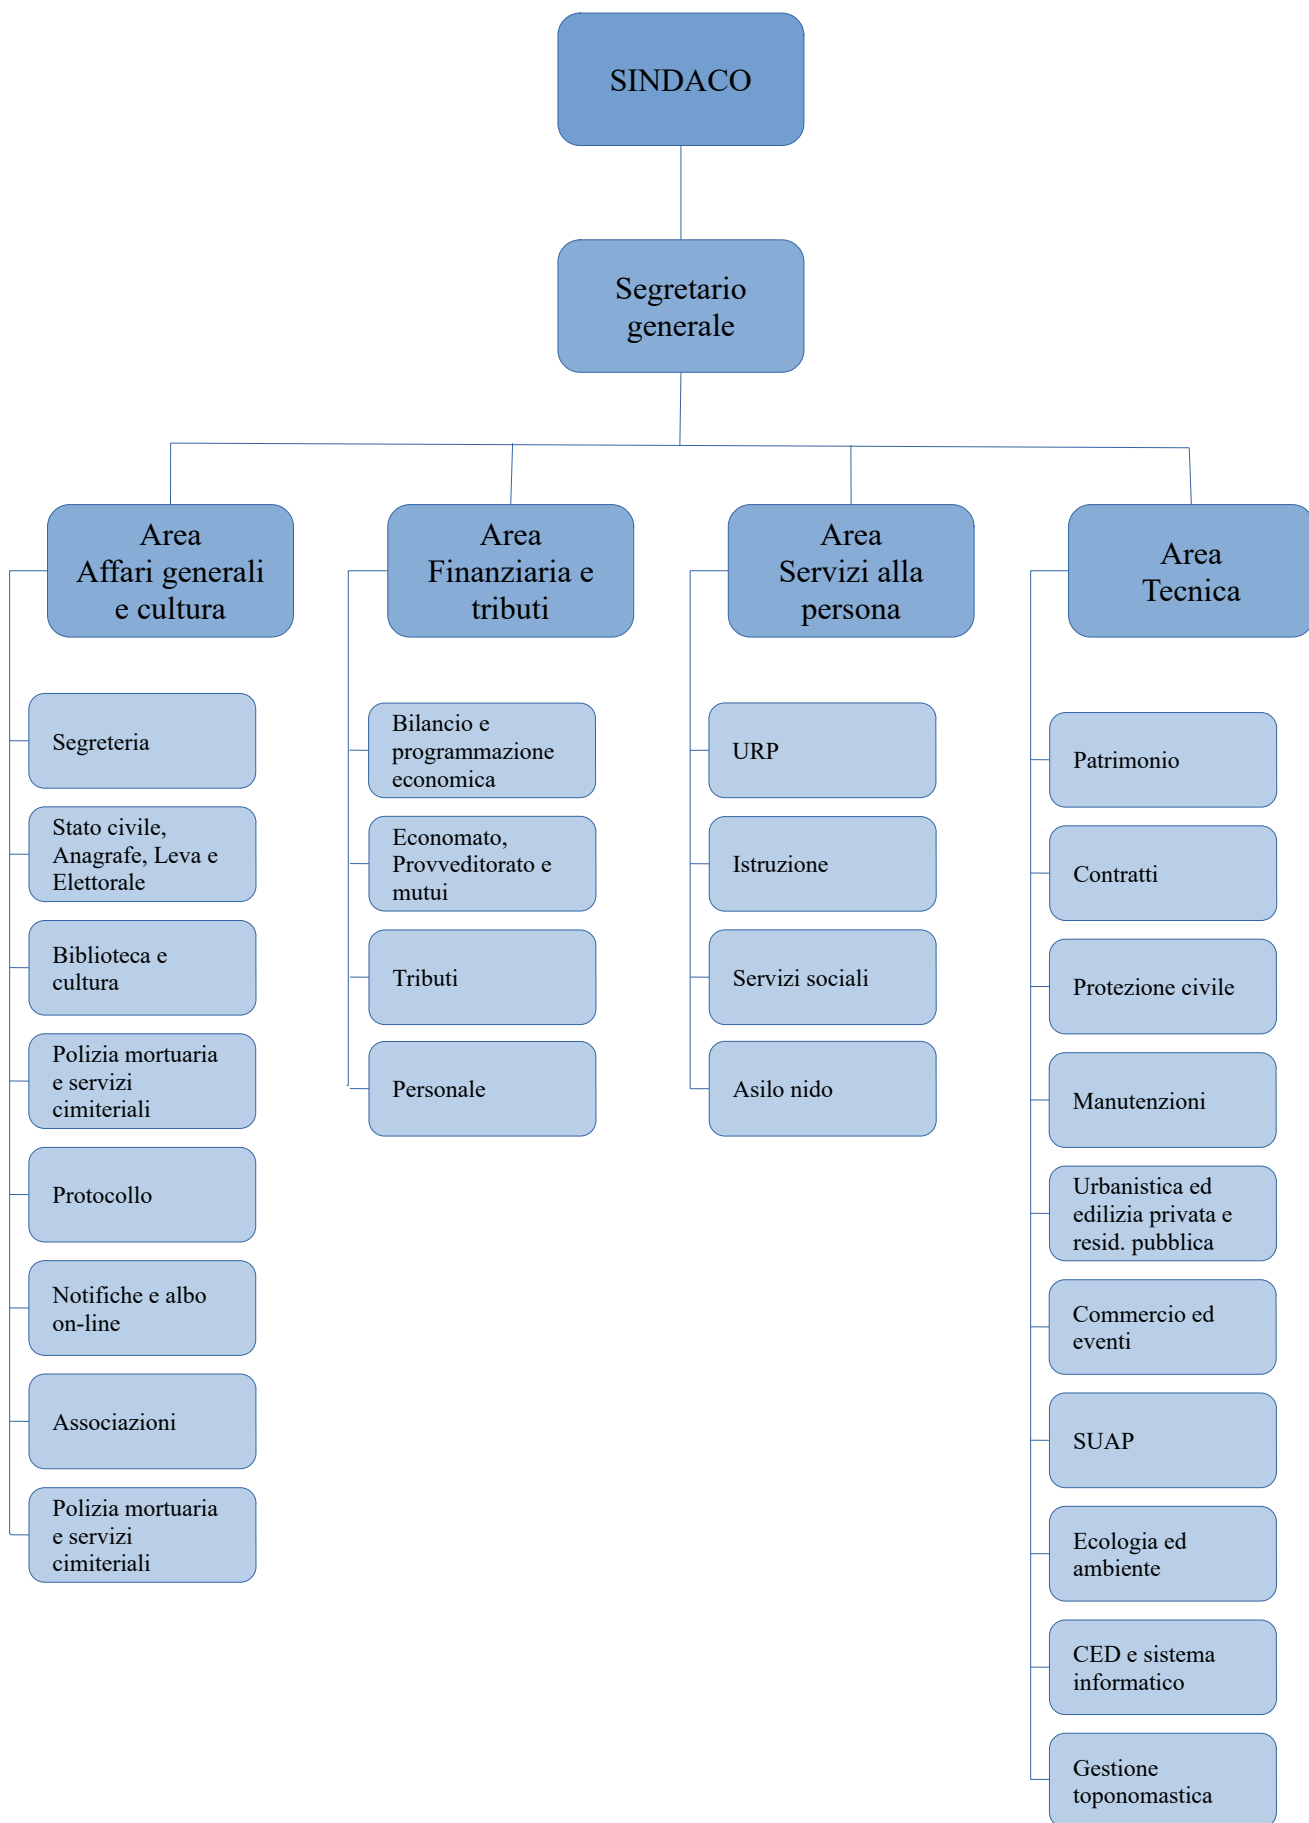 SINDACO
Segretario
generale
Area
Affari generali
e cultura
Area
Finanziaria e
tributi
Area
Servizi alla
persona
Area
Tecnica
Segreteria
Stato civile,
Anagrafe, Leva e
Elettorale
Biblioteca e
cultura
Polizia mortuaria
e servizi
cimiteriali
Protocollo
Notifiche e albo
on-line
Associazioni
Polizia mortuaria
e servizi
cimiteriali
Bilancio e
programmazione
economica
Economato,
Provveditorato e
mutui
Tributi
Personale
URP
Istruzione
Servizi sociali
Asilo nido
Patrimonio
Contratti
Protezione civile
Manutenzioni
Urbanistica ed
edilizia privata e
resid. pubblica
Commercio ed
eventi
SUAP
Ecologia ed
ambiente
CED e sistema
informatico
Gestione
toponomastica